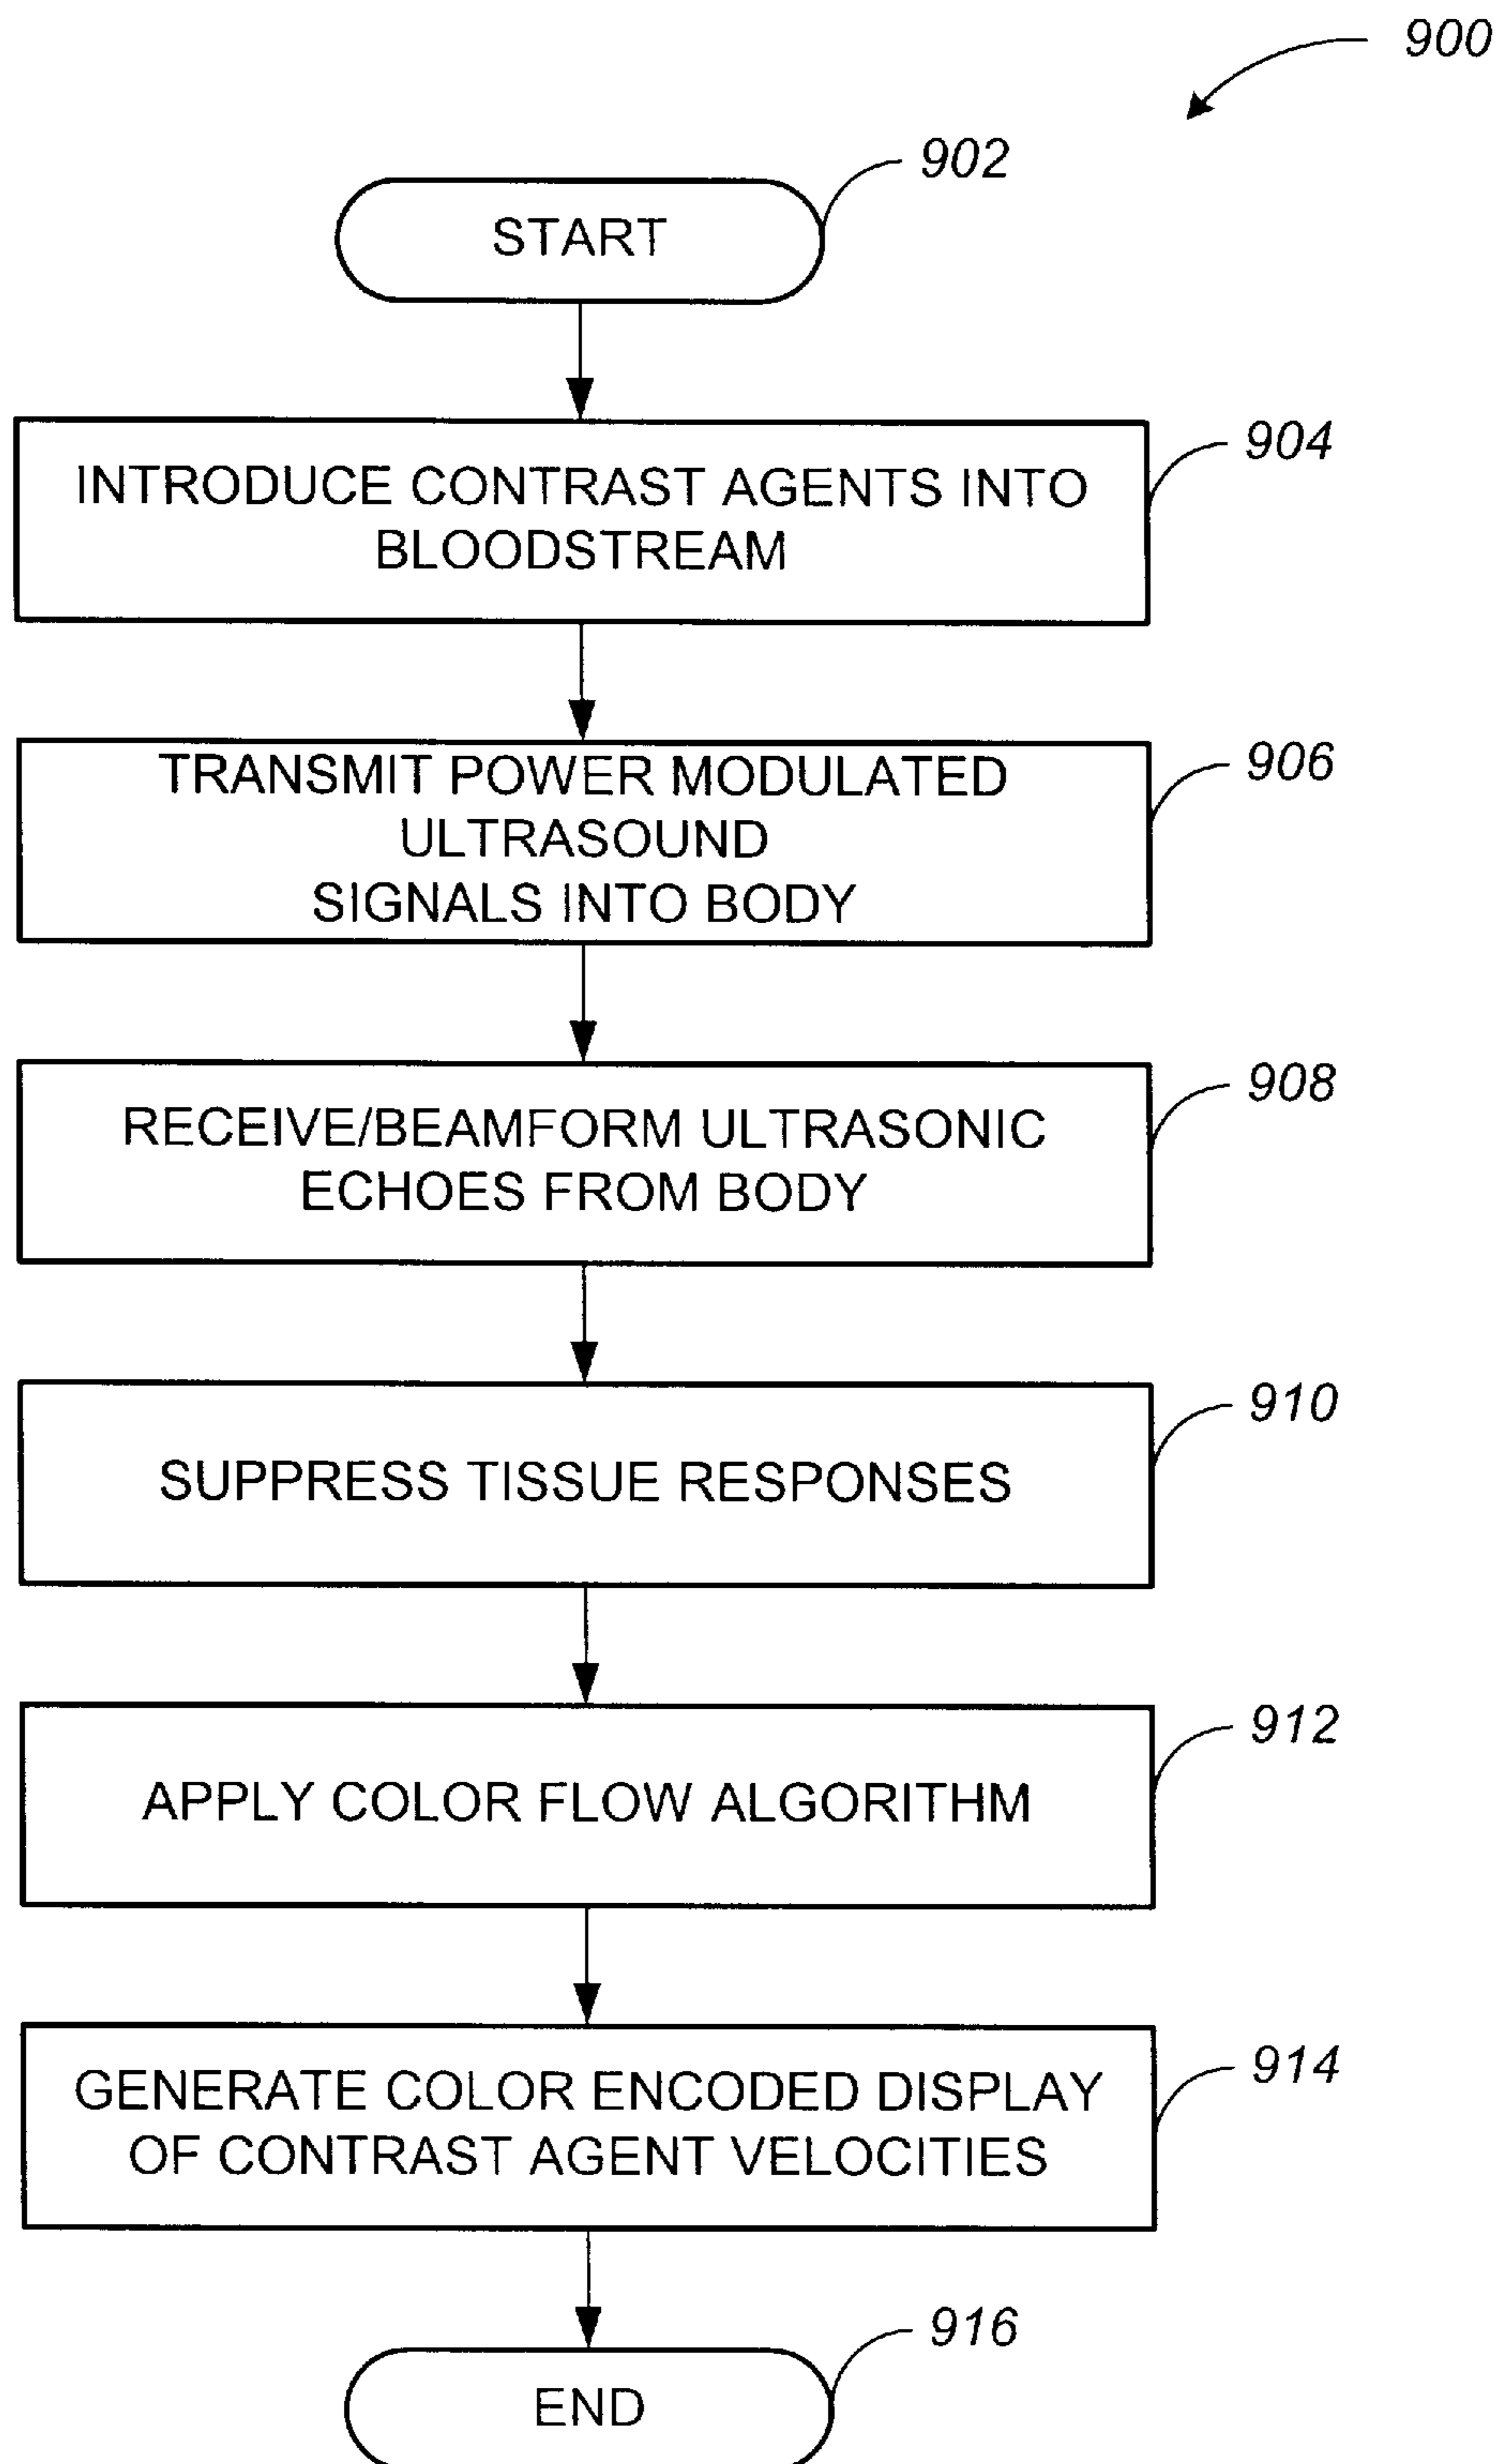 900
902
START
904
INTRODUCE CONTRAST AGENTS INTO
BLOODSTREAM
906
TRANSMIT POWER MODULATED
ULTRASOUND
SIGNALS INTO BODY
908
RECEIVE/BEAMFORM ULTRASONIC
ECHOES FROM BODY
910
SUPPRESS TISSUE RESPONSES
912
APPLY COLOR FLOW ALGORITHM
914
GENERATE COLOR ENCODED DISPLAY
OF CONTRAST AGENT VELOCITIES
916
END